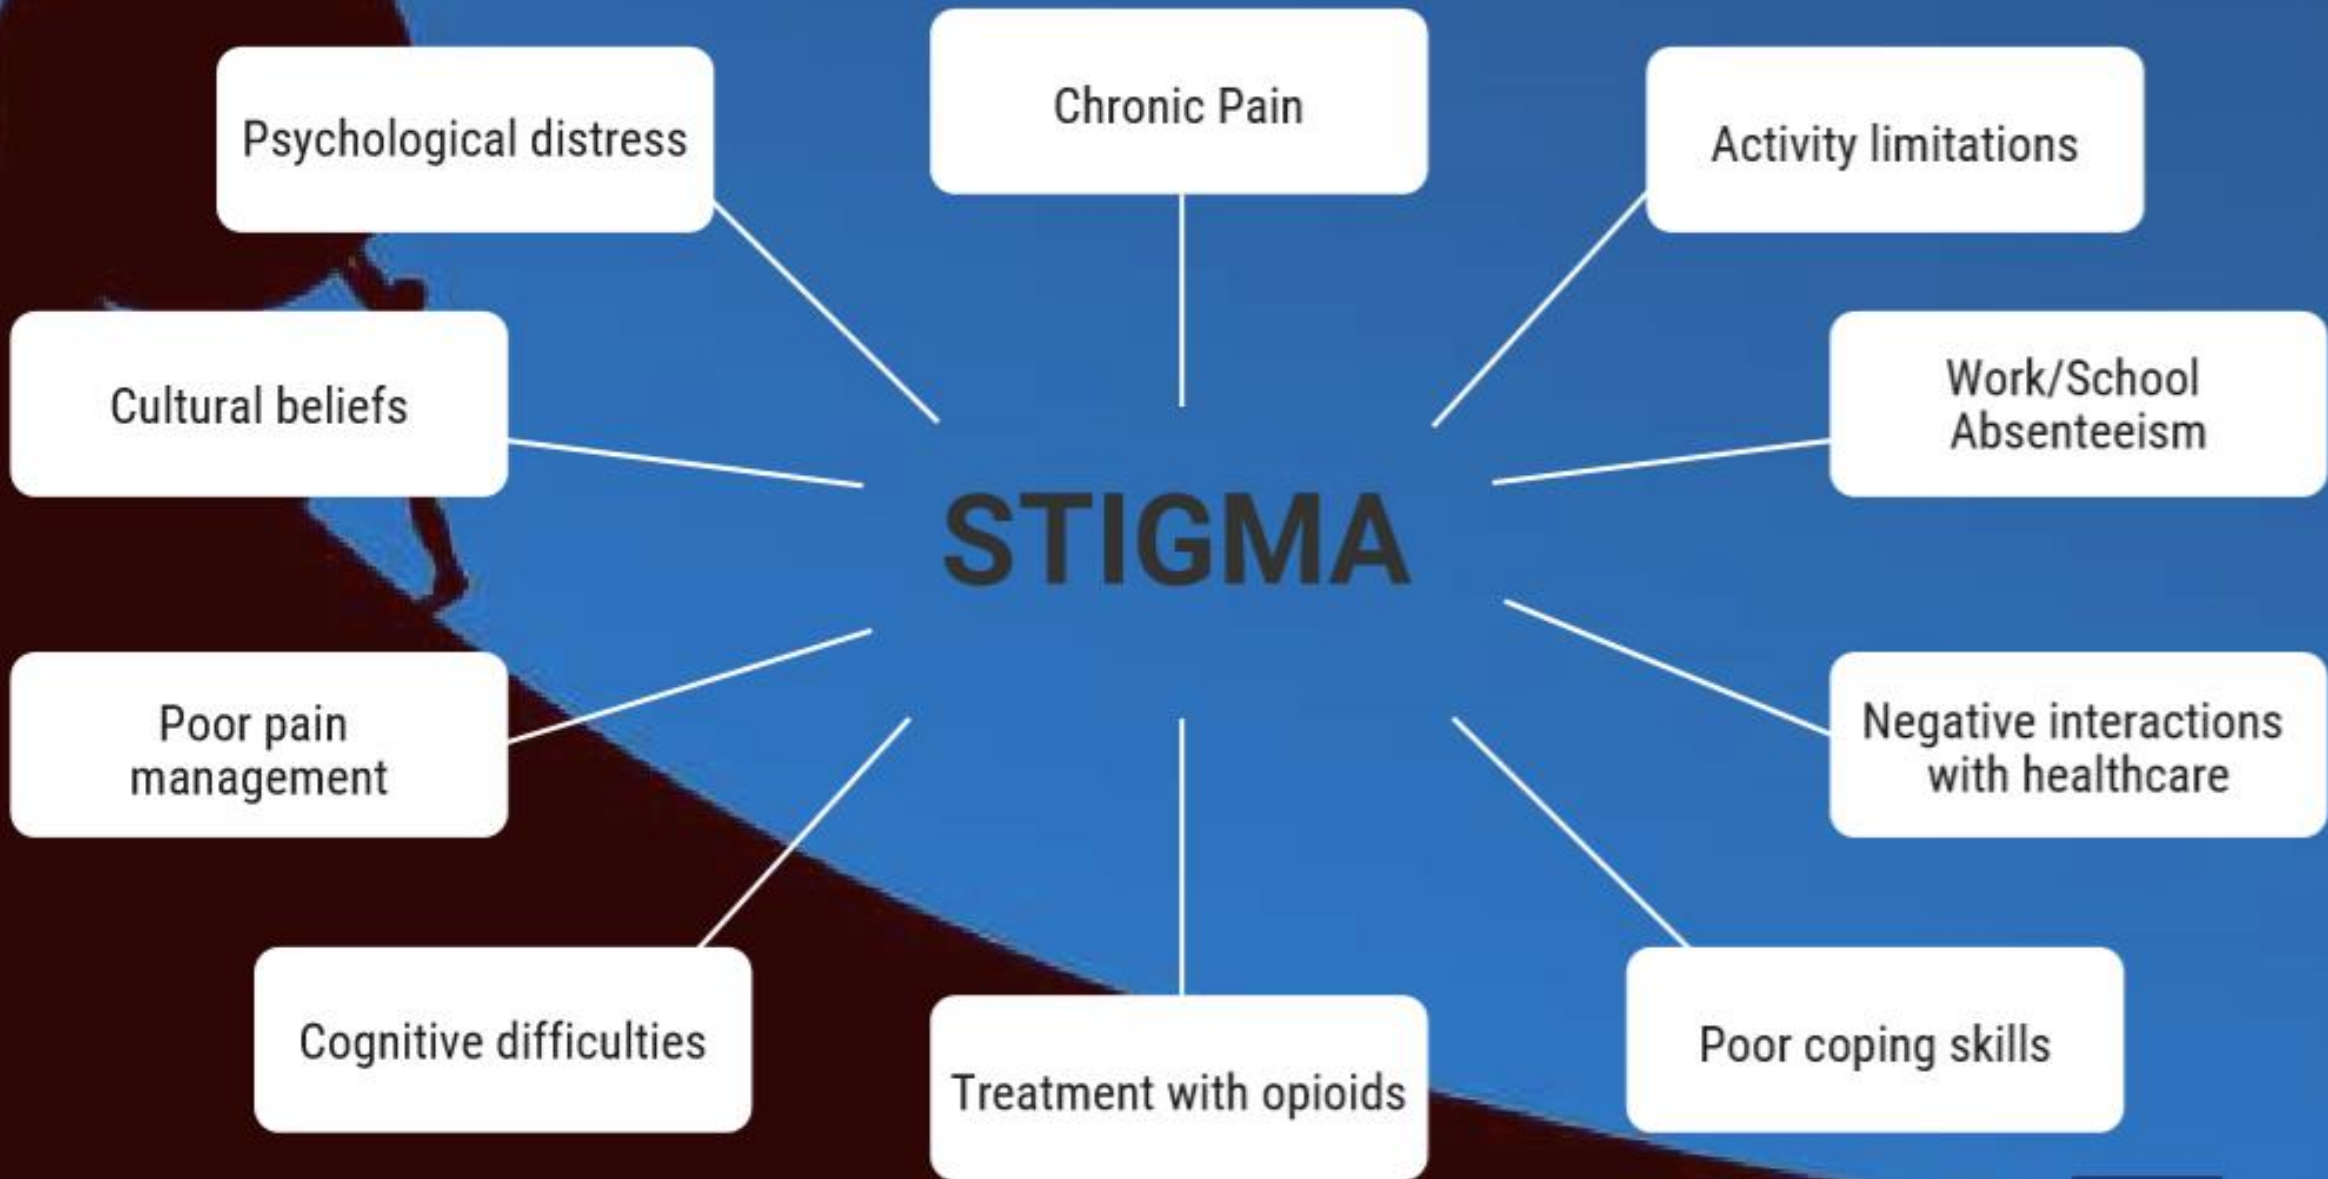 Chronic Pain
Psychological distress
Activity limitations
Cultural beliefs
Work/School
Absenteeism
STIGMA
Poor pain
management
Negative interactions
with healthcare
Cognitive difficulties
Treatment with opioids
Poor coping skills